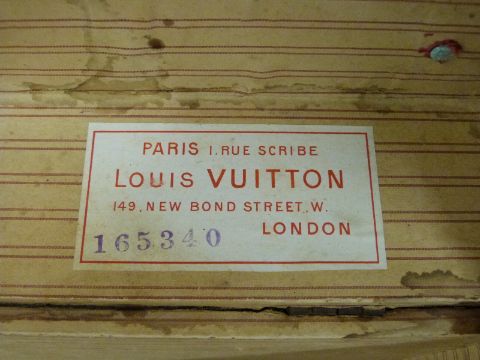 PARIS 1. RUE SCRIBE
LOUIS VUITTON
149, NEW BOND STREET. W.
LONDON
165340